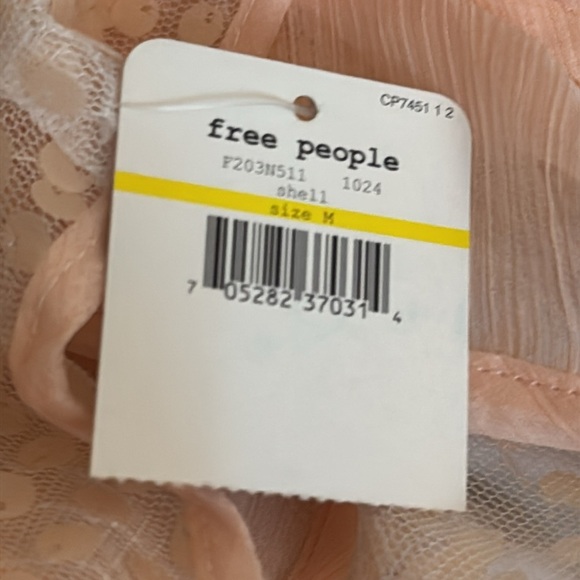 CP7451 1 2
free people
F203N511 1024
shell
size M
7 05282 37031 4